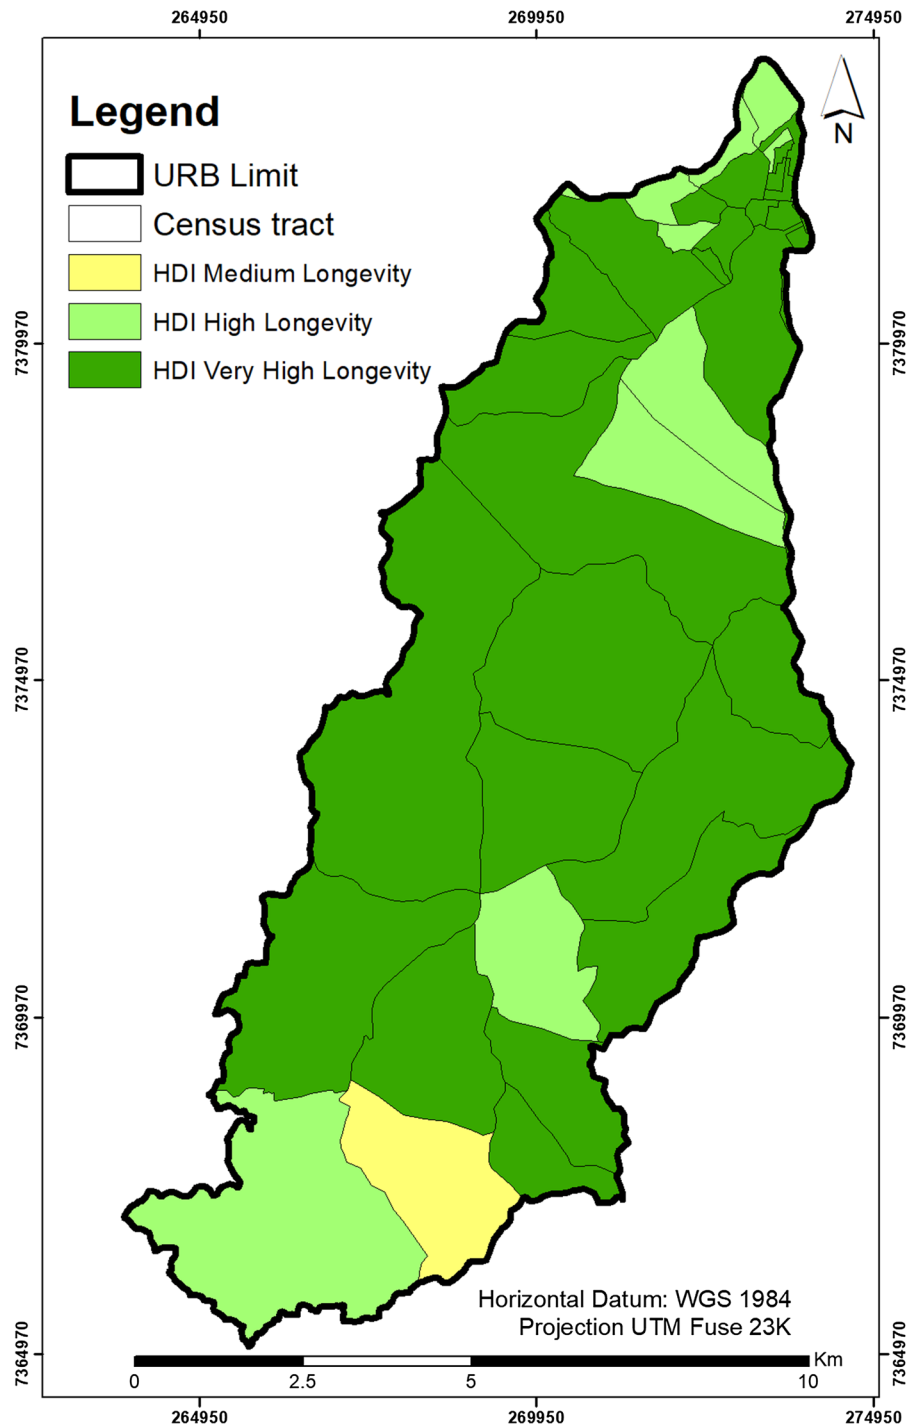 264950 269950 274950
Legend
URB Limit
Census tract
HDI Medium Longevity
HDI High Longevity
HDI Very High Longevity
N
7379970 7379970
7374970 7374970
7369970 7369970
7364970 7364970
Horizontal Datum: WGS 1984
Projection UTM Fuse 23K
Km
0 2.5 5 10
264950 269950 274950